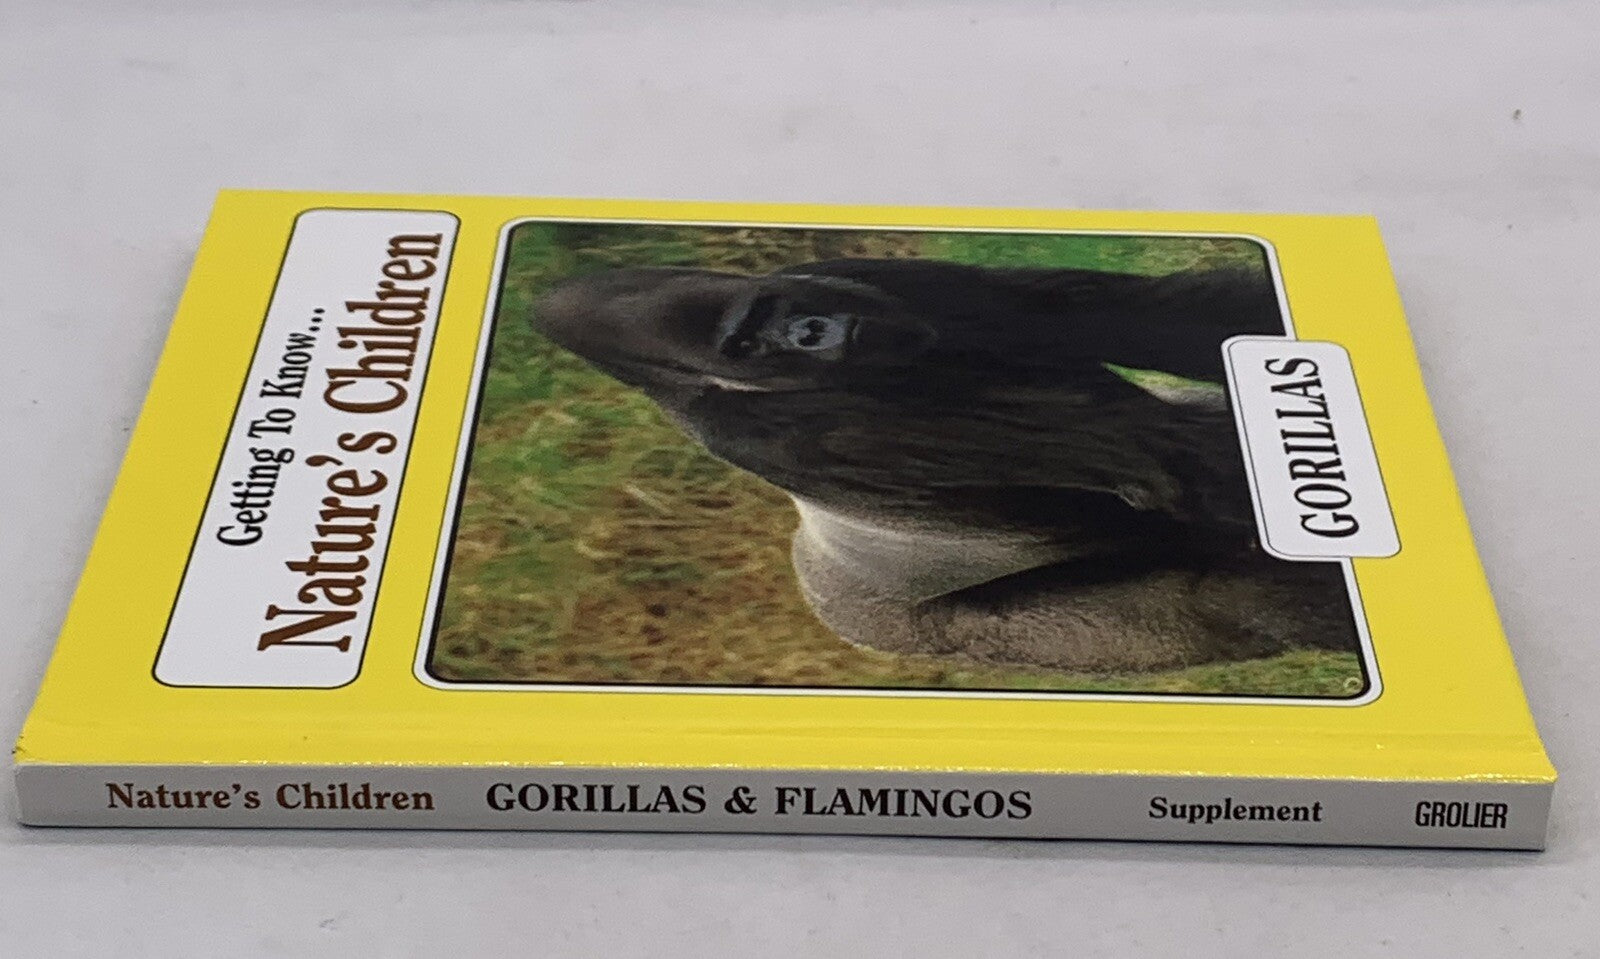 Getting To Know...
Nature's Children
GORILLAS
Nature's Children GORILLAS & FLAMINGOS Supplement GROLIER